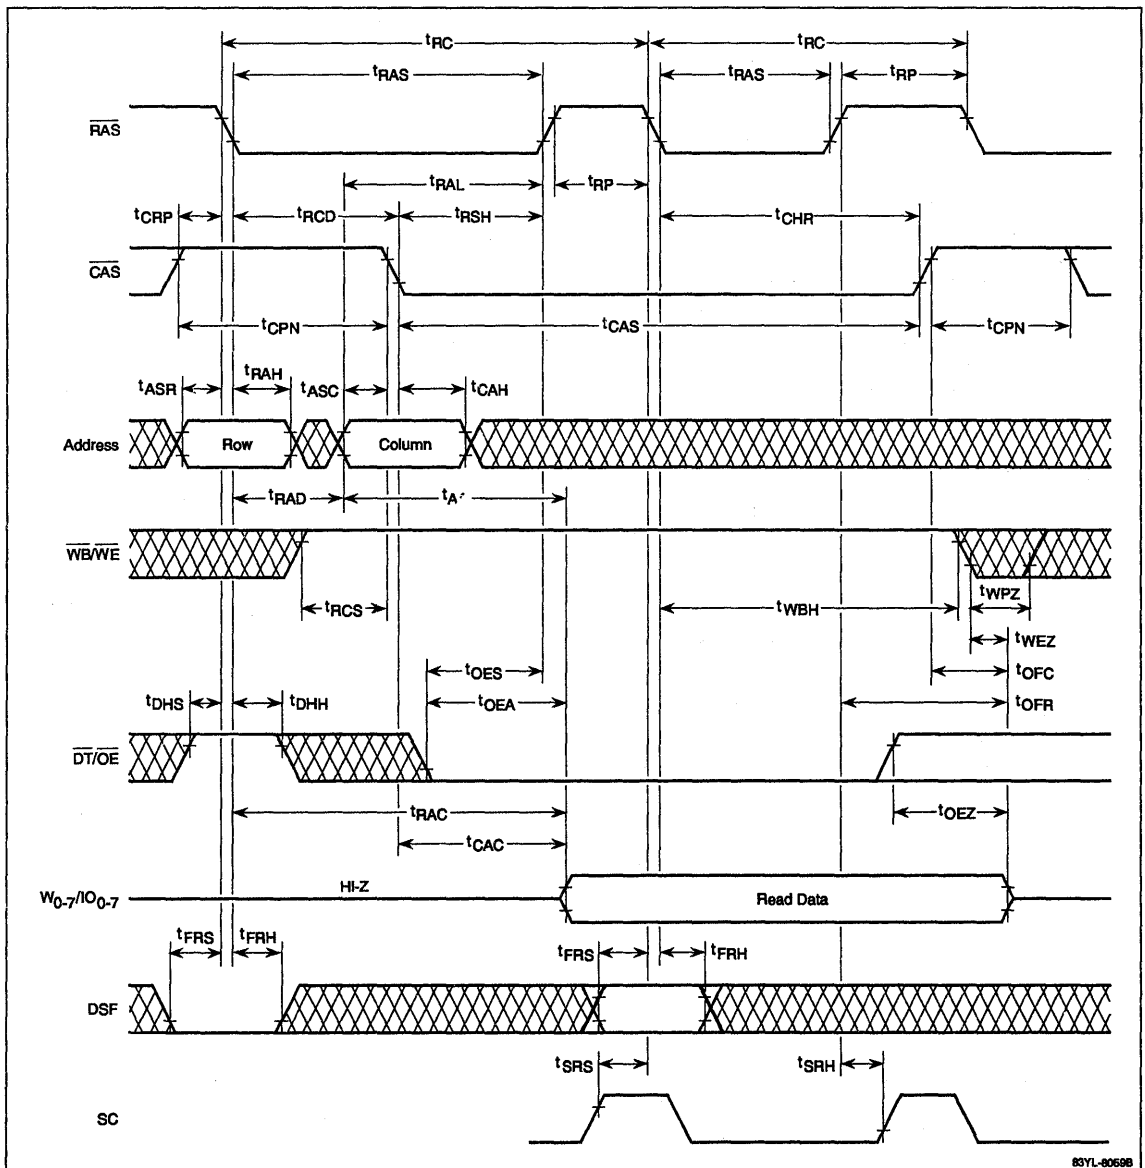 tRC tRC
tRAS tRAS tRP
RAS
tRAL tRP
tCRP tRCD tRSH tCHR
CAS
tCPN tCAS tCPN
tASR tRAH tASC tCAH
Address Row Column
tRAD
WB/WE
tRCS tWBH tWPZ
tWEZ
tOES tOFC
tDHS tDHH tOEA tOFR
DT/OE
tRAC tOEZ
tCAC
W0-7/IO0-7 HI-Z Read Data
tFRS tFRH tFRS tFRH
DSF
tSRS tSRH
SC
83YL-8059B